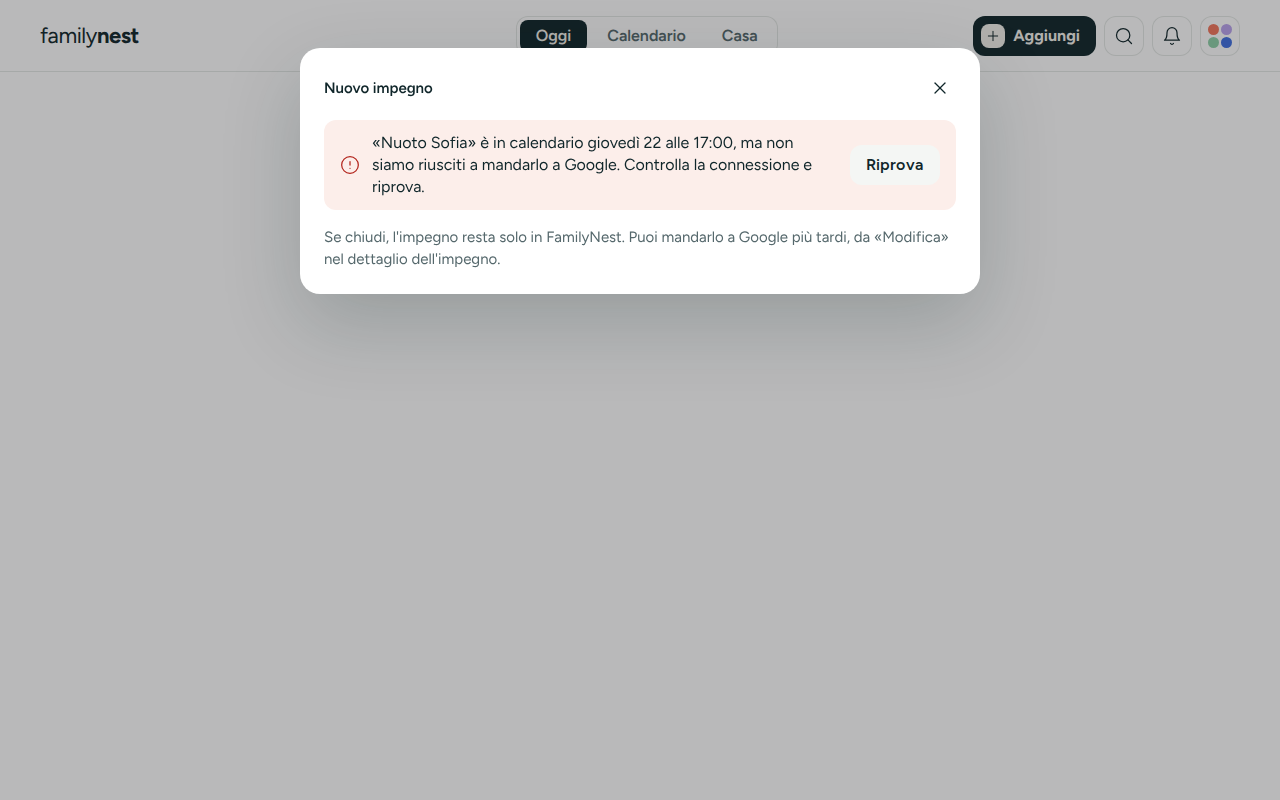 familynest
Oggi
Calendario
Casa
Aggiungi
Nuovo impegno
«Nuoto Sofia» è in calendario giovedì 22 alle 17:00, ma non
siamo riusciti a mandarlo a Google. Controlla la connessione e
riprova.
Riprova
Se chiudi, l'impegno resta solo in FamilyNest. Puoi mandarlo a Google più tardi, da «Modifica»
nel dettaglio dell'impegno.